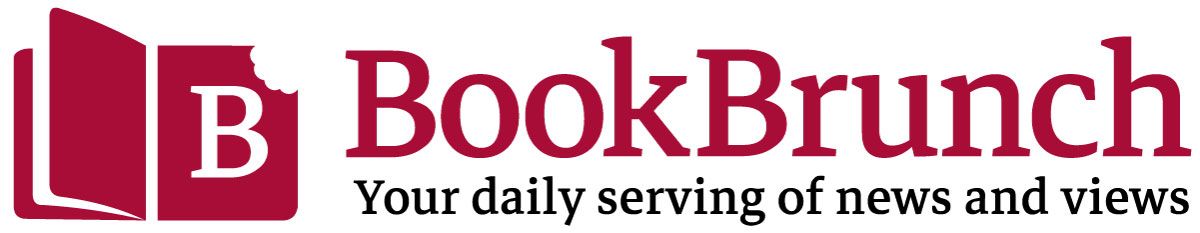 B
BookBrunch
Your daily serving of news and views